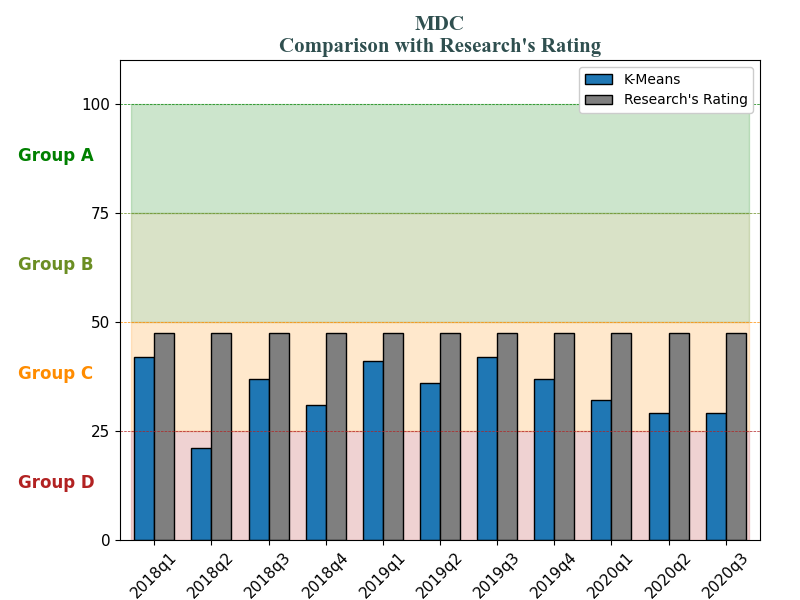 MDC
Comparison with Research's Rating
K-Means
Research's Rating
100
Group A
75
Group B
50
Group C
25
Group D
0
2018q1
2018q2
2018q3
2018q4
2019q1
2019q2
2019q3
2019q4
2020q1
2020q2
2020q3